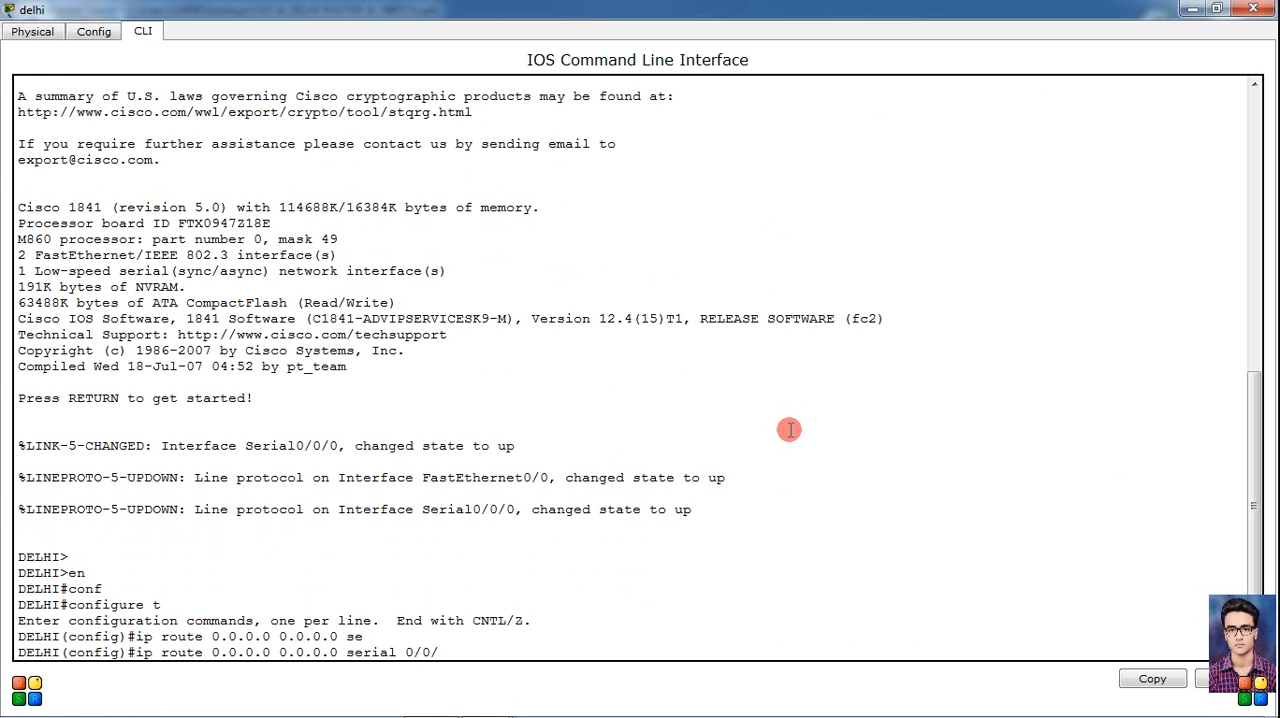 delhi
Physical Config CLI
IOS Command Line Interface
A summary of U.S. laws governing Cisco cryptographic products may be found at:
http://www.cisco.com/wwl/export/crypto/tool/stqrg.html
If you require further assistance please contact us by sending email to
export@cisco.com.
Cisco 1841 (revision 5.0) with 114688K/16384K bytes of memory.
Processor board ID FTX0947Z18E
M860 processor: part number 0, mask 49
2 FastEthernet/IEEE 802.3 interface(s)
1 Low-speed serial(sync/async) network interface(s)
191K bytes of NVRAM.
63488K bytes of ATA CompactFlash (Read/Write)
Cisco IOS Software, 1841 Software (C1841-ADVIPSERVICESK9-M), Version 12.4(15)T1, RELEASE SOFTWARE (fc2)
Technical Support: http://www.cisco.com/techsupport
Copyright (c) 1986-2007 by Cisco Systems, Inc.
Compiled Wed 18-Jul-07 04:52 by pt_team
Press RETURN to get started!
%LINK-5-CHANGED: Interface Serial0/0/0, changed state to up
%LINEPROTO-5-UPDOWN: Line protocol on Interface FastEthernet0/0, changed state to up
%LINEPROTO-5-UPDOWN: Line protocol on Interface Serial0/0/0, changed state to up
DELHI>
DELHI>en
DELHI#conf
DELHI#configure t
Enter configuration commands, one per line.  End with CNTL/Z.
DELHI(config)#ip route 0.0.0.0 0.0.0.0 se
DELHI(config)#ip route 0.0.0.0 0.0.0.0 serial 0/0/
Copy